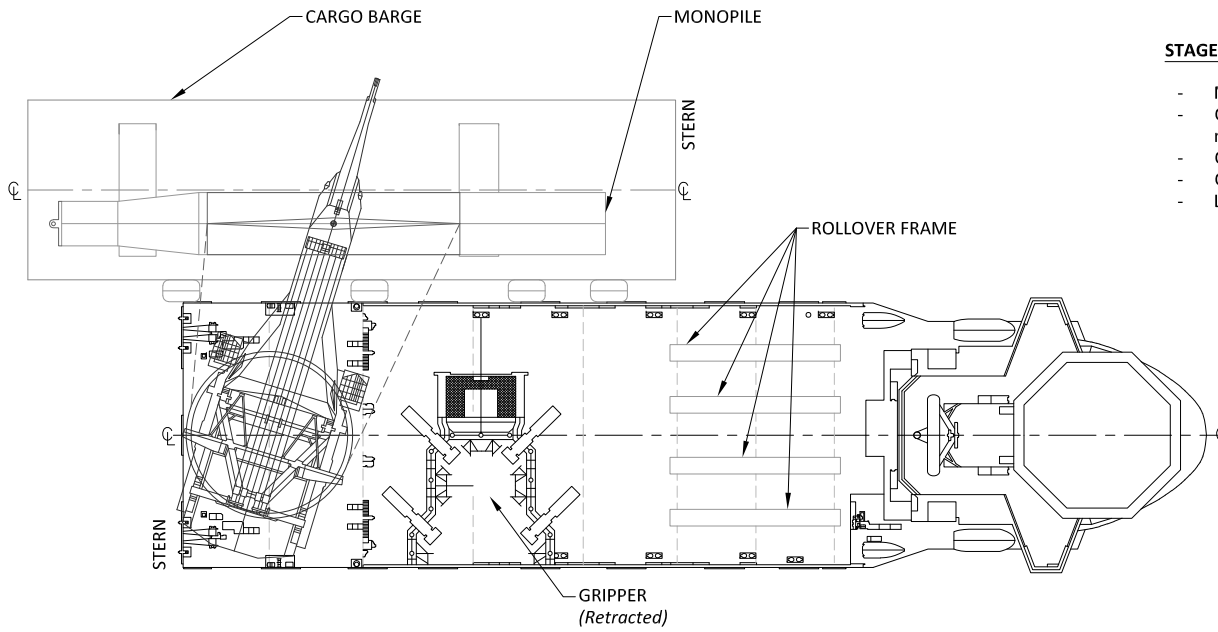 CARGO BARGE
MONOPILE
STAGE
STERN
ROLLOVER FRAME
STERN
GRIPPER
(Retracted)